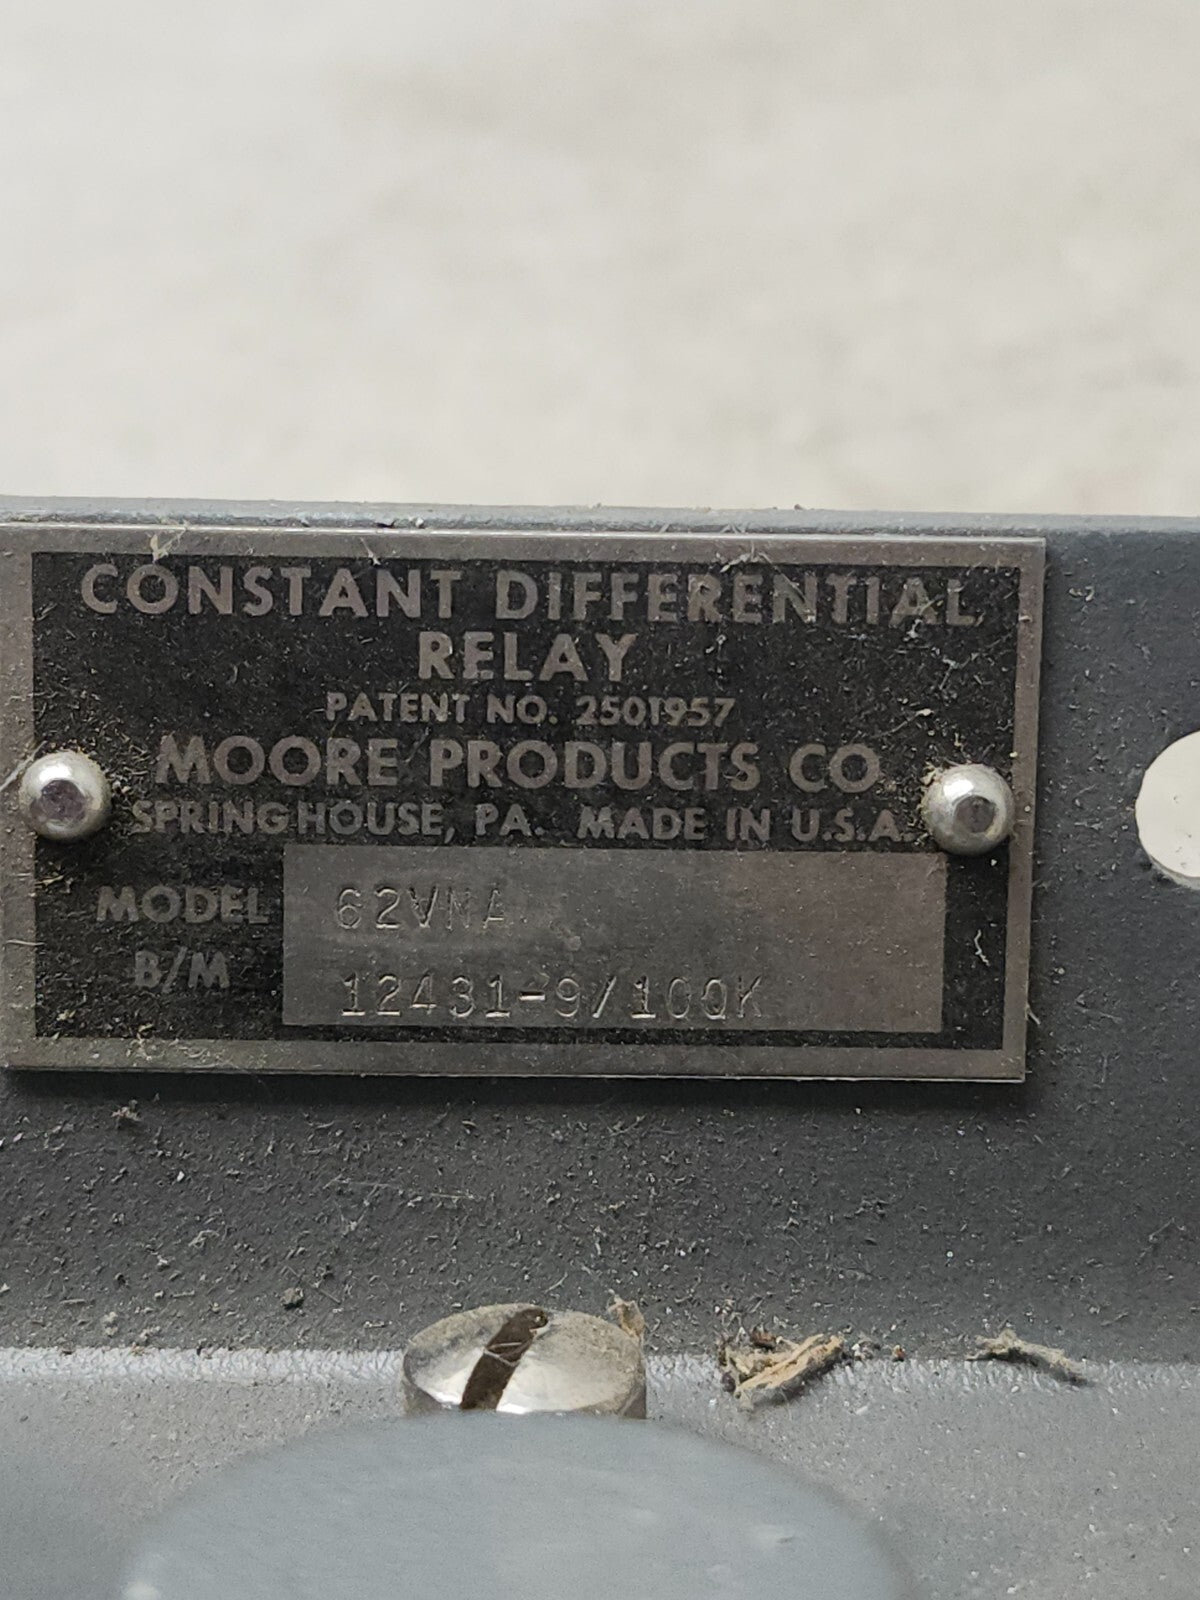 CONSTANT DIFFERENTIAL
RELAY
PATENT NO. 2501957
MOORE PRODUCTS CO
SPRINGHOUSE, PA. MADE IN U.S.A.
MODEL 62VNA
B/M 12431-9/100K